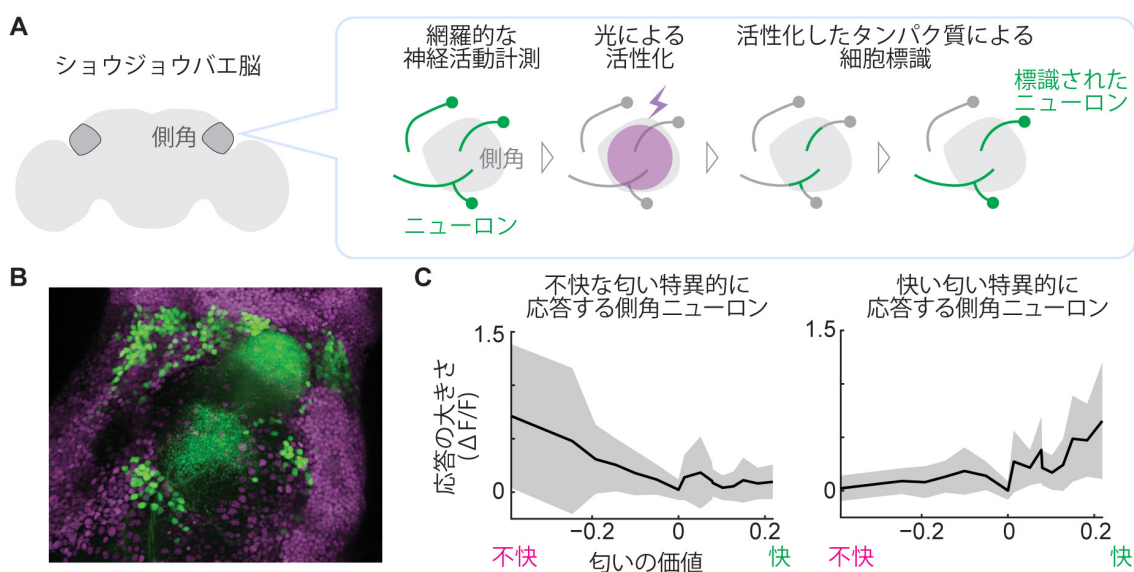 A
ショウジョウバエ脳
側角
網羅的な
神経活動計測
側角
ニューロン
光による
活性化
活性化したタンパク質による
細胞標識
標識された
ニューロン
B
C
不快な匂い特異的に
応答する側角ニューロン
1.5
0
応答の大きさ
(ΔF/F)
−0.2
0
0.2
不快
匂いの価値
快
快い匂い特異的に
応答する側角ニューロン
1.5
0
−0.2
0
0.2
不快
快